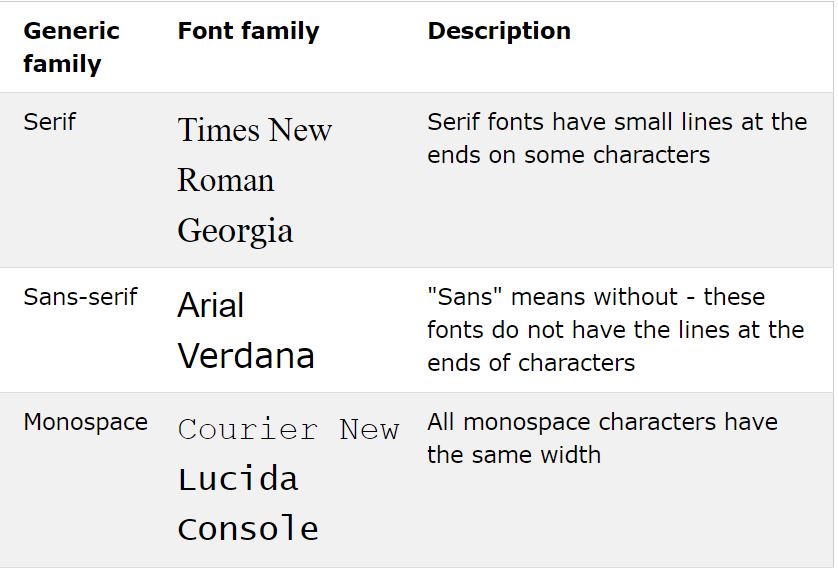 Generic family
Font family
Description
Serif
Times New
Roman
Georgia
Serif fonts have small lines at the
ends on some characters
Sans-serif
Arial
Verdana
"Sans" means without - these
fonts do not have the lines at the
ends of characters
Monospace
Courier New
Lucida
Console
All monospace characters have
the same width